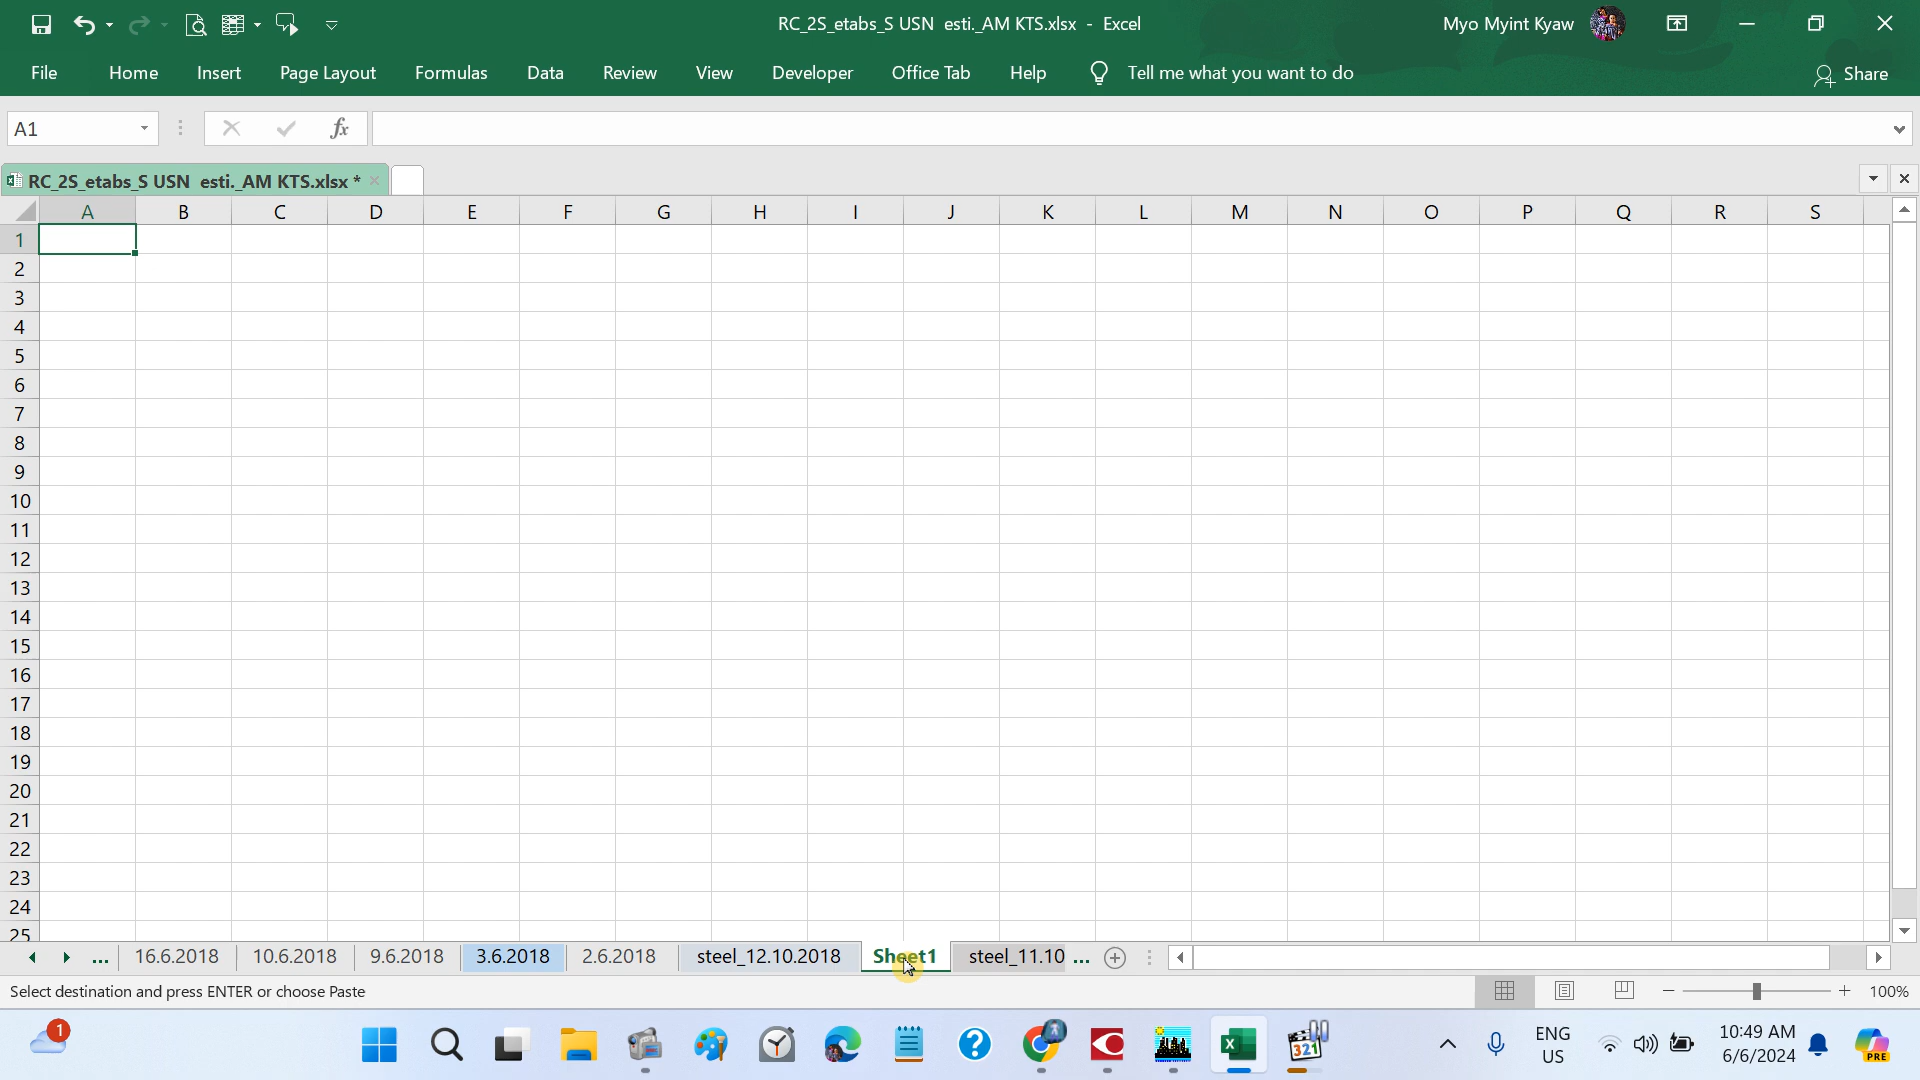 RC_2S_etabs_S USN  esti._AM KTS.xlsx  -  Excel
Myo Myint Kyaw
File Home Insert Page Layout Formulas Data Review View Developer Office Tab Help Tell me what you want to do Share
A1 fx
RC_2S_etabs_S USN  esti._AM KTS.xlsx *
A B C D E F G H I J K L M N O P Q R S
1
2
3
4
5
6
7
8
9
10
11
12
13
14
15
16
17
18
19
20
21
22
23
24
25
... 16.6.2018 10.6.2018 9.6.2018 3.6.2018 2.6.2018 steel_12.10.2018 Sheet1 steel_11.10 ...
Select destination and press ENTER or choose Paste
100%
1
321
ENG
US
10:49 AM
6/6/2024
PRE